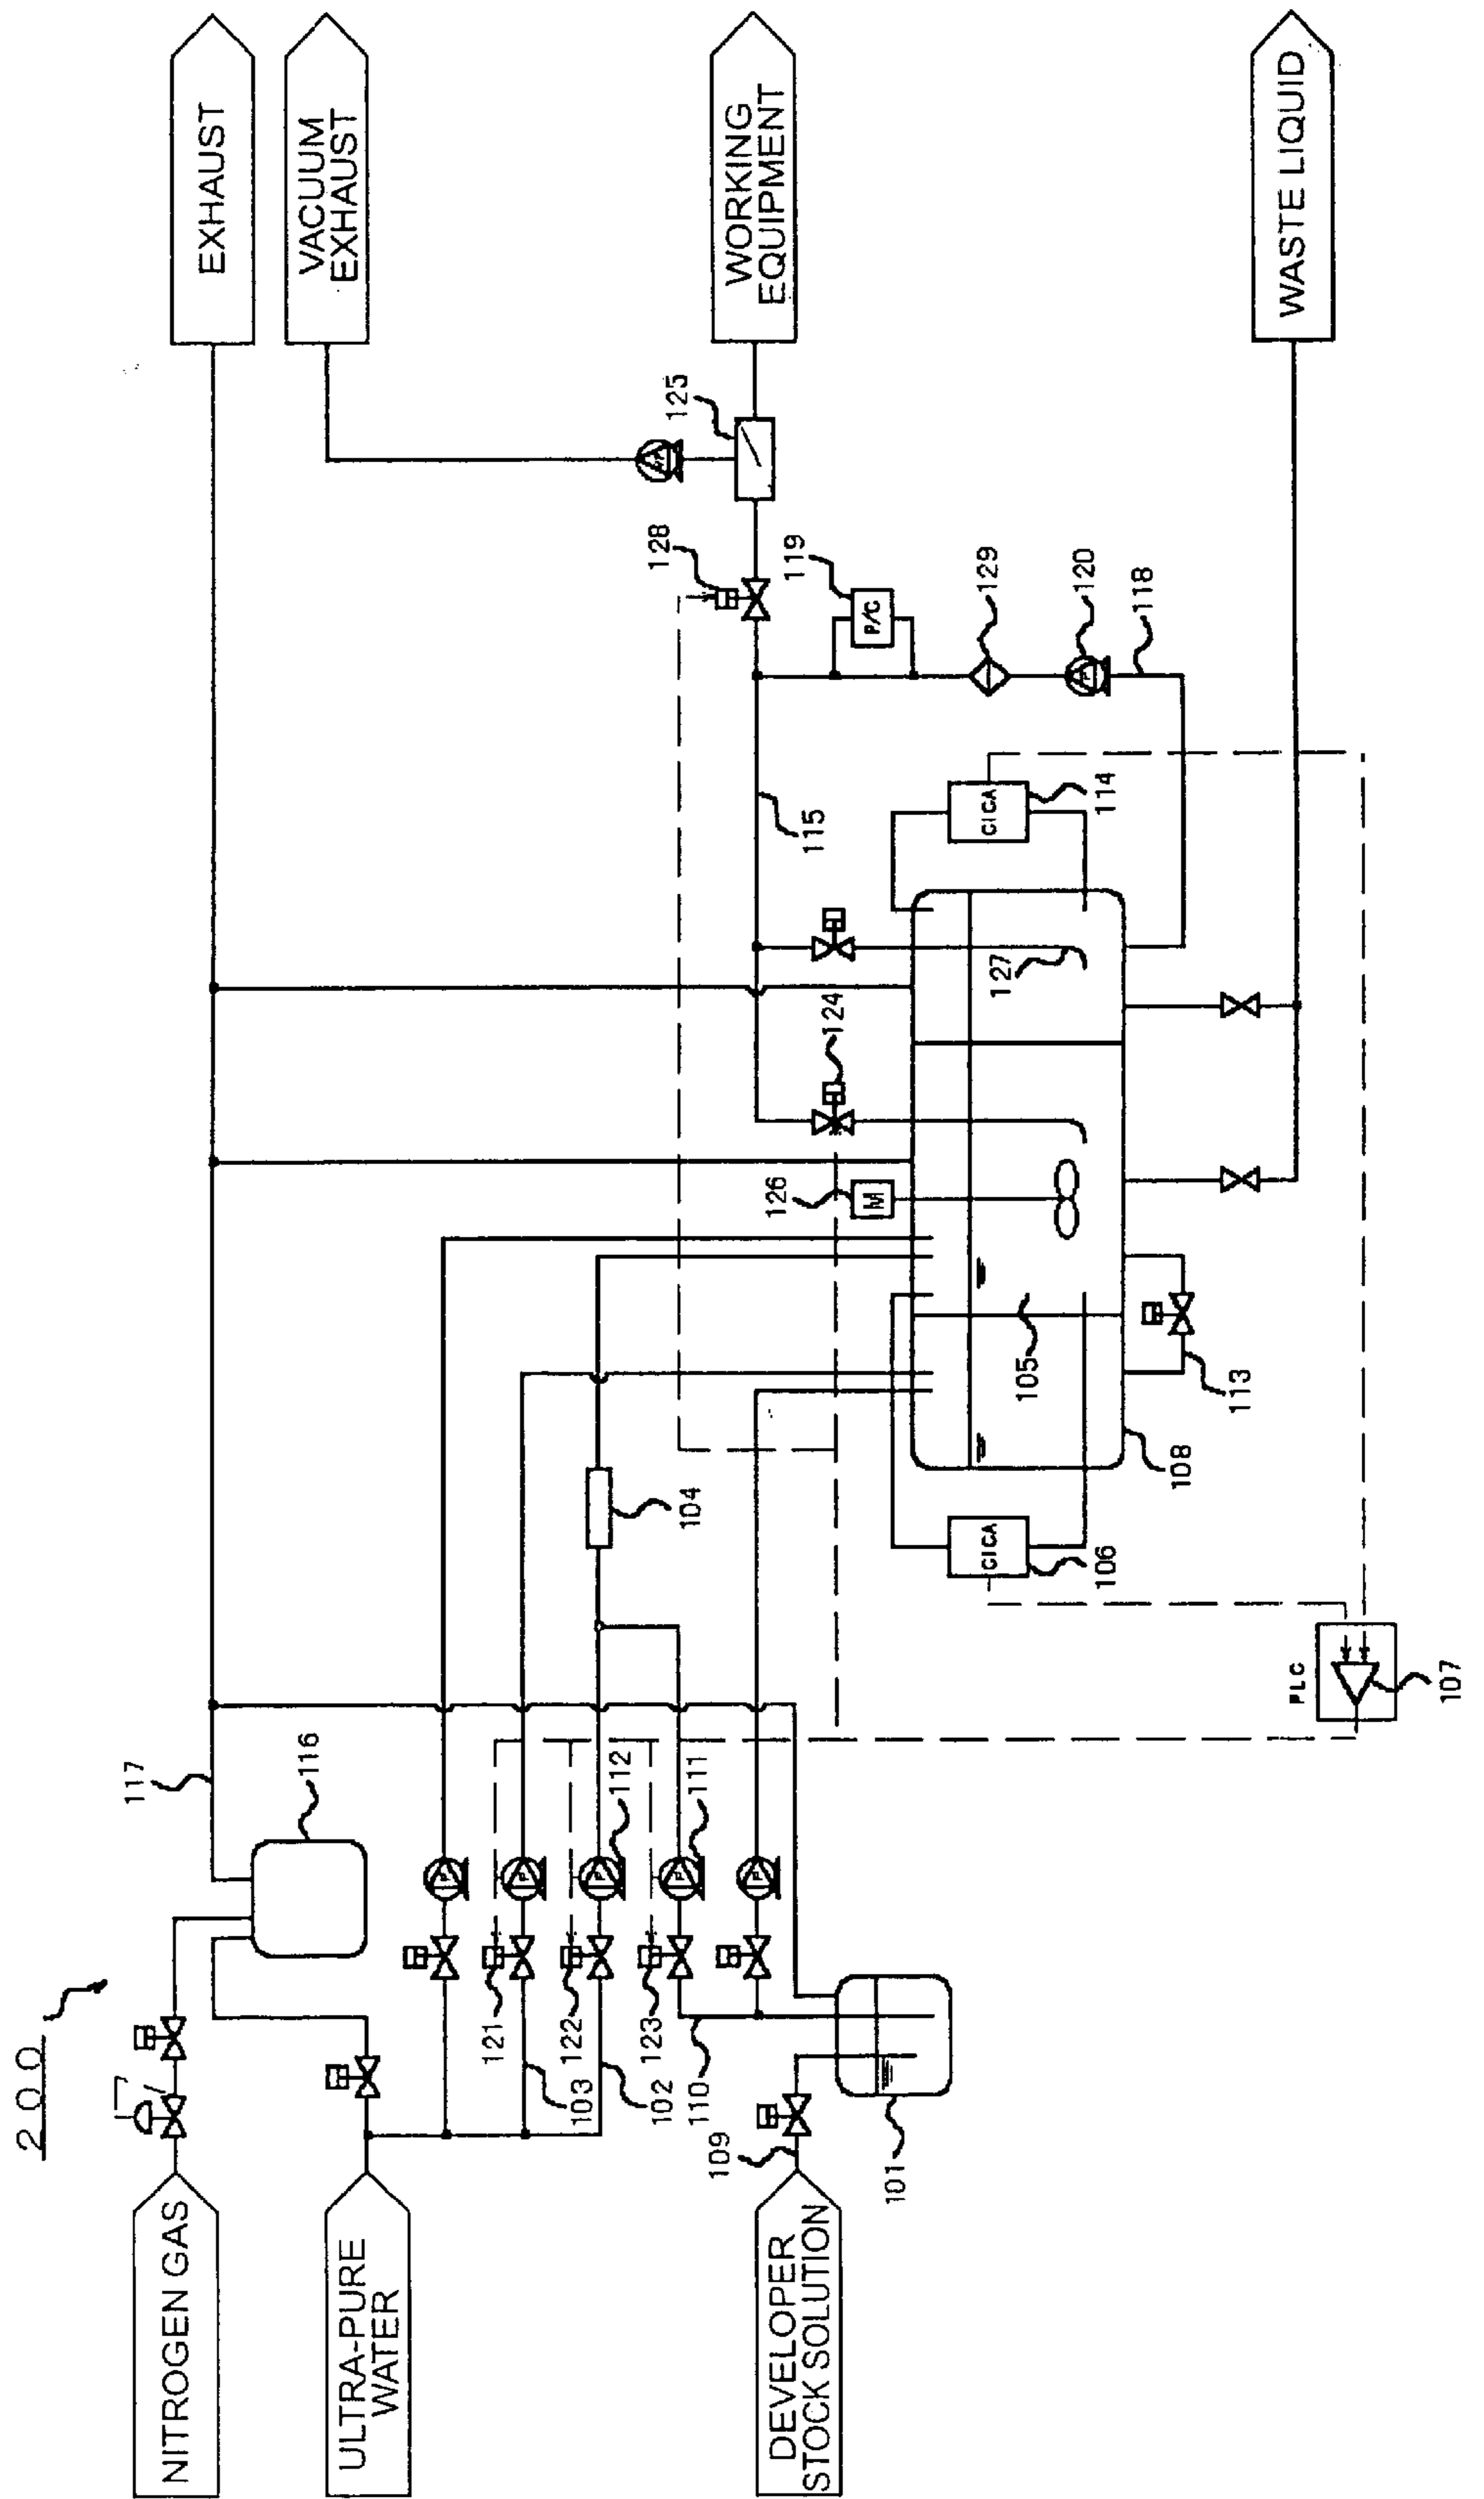 200
NITROGEN GAS
ULTRA-PURE
WATER
DEVELOPER
STOCK SOLUTION
EXHAUST
VACUUM
EXHAUST
WORKING
EQUIPMENT
WASTE LIQUID
117
116
121
122
123
103
102
110
109
101
112
111
P
P
P
P
P
104
PLC
107
CICA
106
108
113
105
126
M
124
127
115
CICA
114
118
120
P
129
P/C
119
128
125